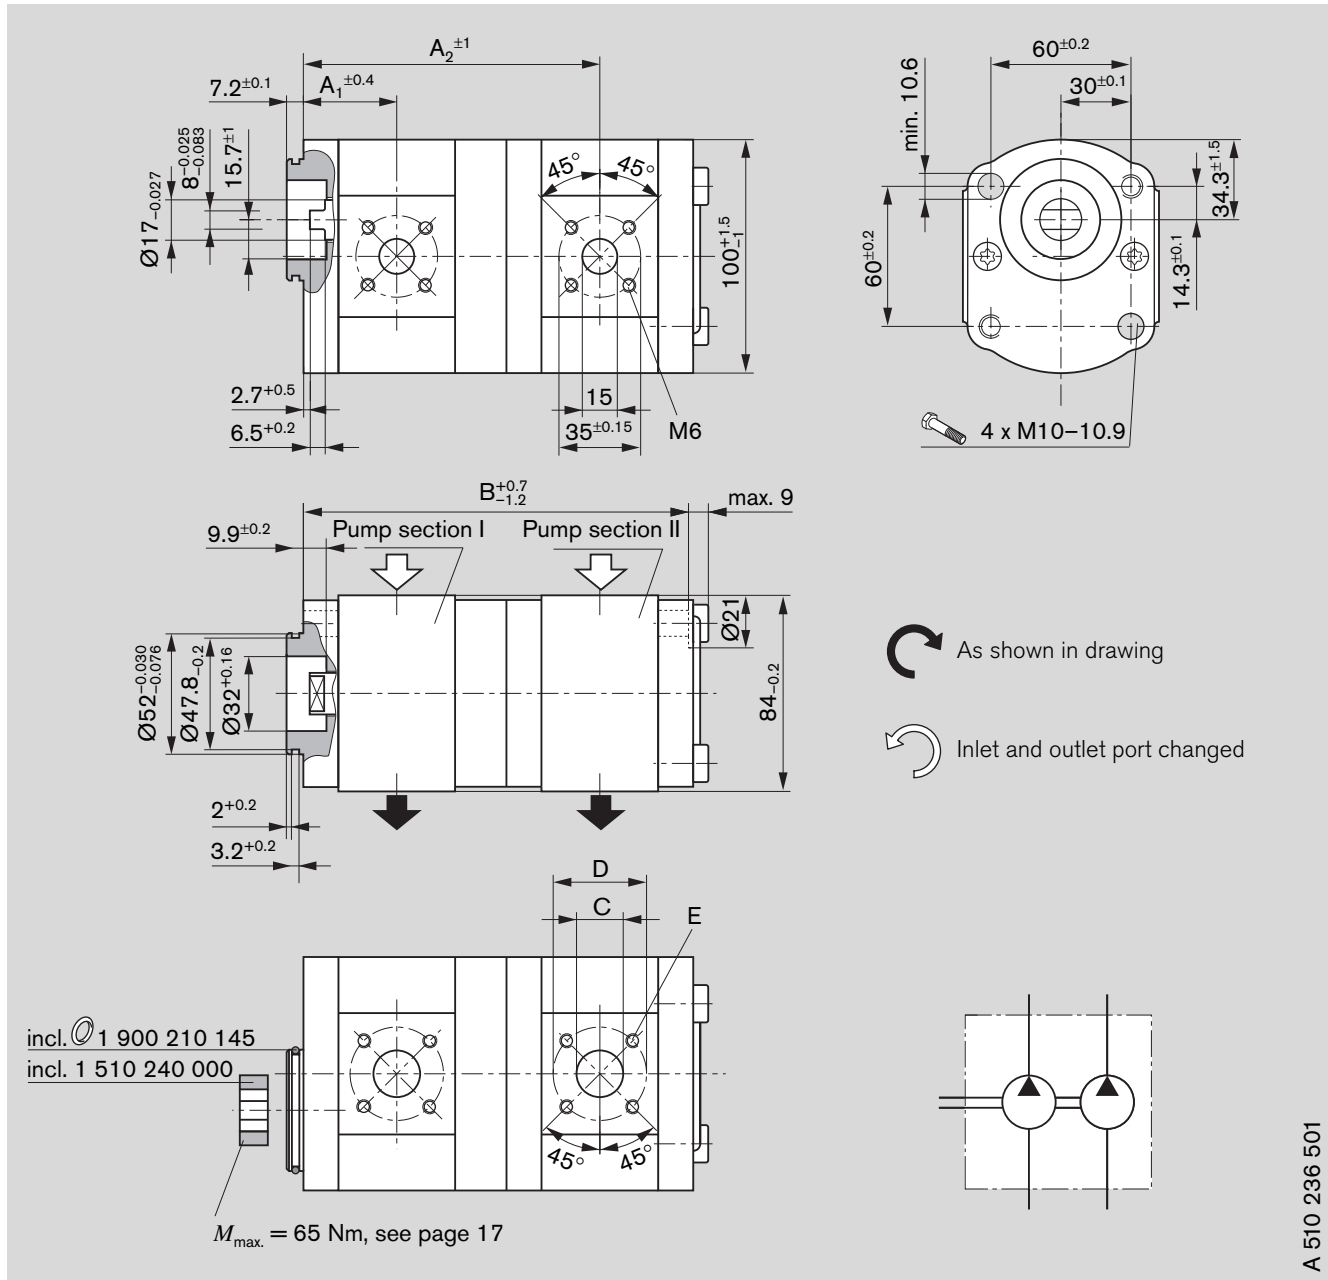 A₂±1
60±0.2
7.2±0.1
A₁±0.4
30±0.1
min. 10.6
Ø17-0.027
8-0.025 -0.083
15.7±1
45° 45°
100+1.5 -1
60±0.2
34.3±1.5
14.3±0.1
2.7+0.5
15
6.5+0.2
35±0.15
M6
4 x M10–10.9
B+0.7 -1.2
max. 9
9.9±0.2
Pump section I
Pump section II
Ø21
Ø52-0.030 -0.076
Ø47.8-0.2
Ø32+0.16
84-0.2
As shown in drawing
Inlet and outlet port changed
2+0.2
3.2+0.2
D
C
E
incl. 1 900 210 145
incl. 1 510 240 000
45° 45°
Mmax. = 65 Nm, see page 17
A 510 236 501